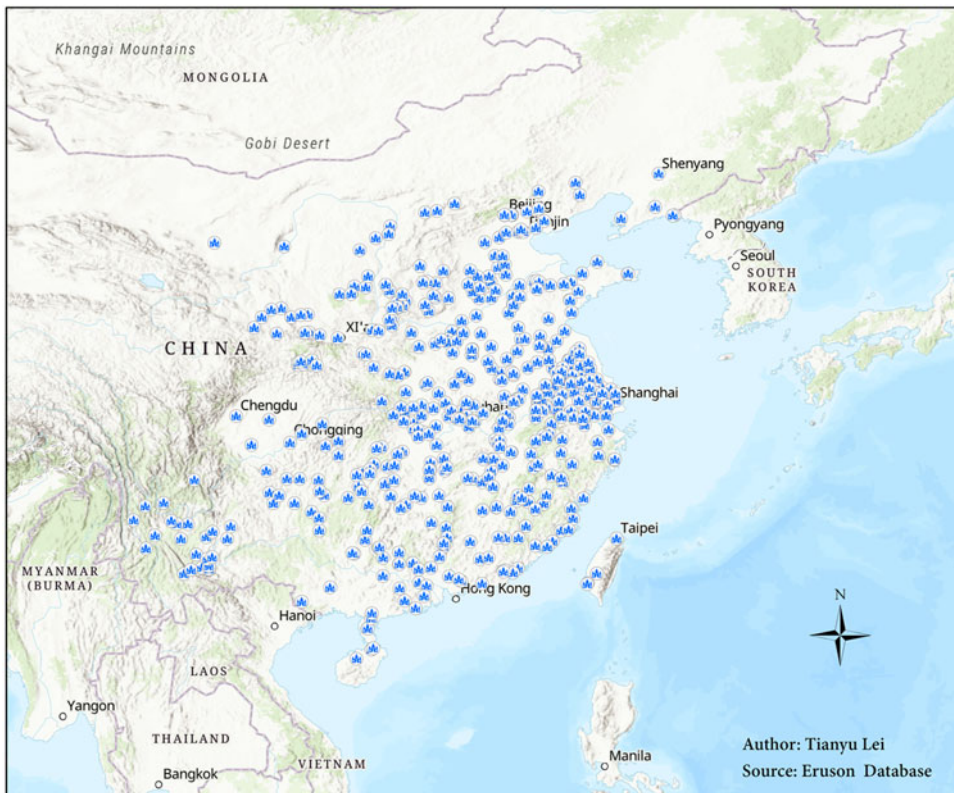 Khangai Mountains
MONGOLIA
Gobi Desert
Shenyang
Beijing
Pyongyang
Seoul
SOUTH
KOREA
CHINA
Shanghai
Chengdu
Chongqing
Taipei
MYANMAR
(BURMA)
Hong Kong
Hanoi
N
LAOS
Yangon
THAILAND
VIETNAM
Manila
Bangkok
Author: Tianyu Lei
Source: Eruson Database